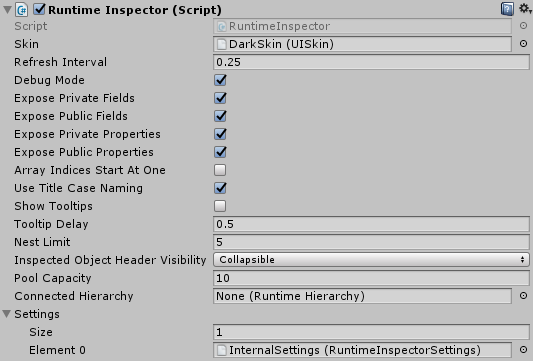 Runtime Inspector (Script)
Script RuntimeInspector
Skin DarkSkin (UISkin)
Refresh Interval 0.25
Debug Mode
Expose Private Fields
Expose Public Fields
Expose Private Properties
Expose Public Properties
Array Indices Start At One
Use Title Case Naming
Show Tooltips
Tooltip Delay 0.5
Nest Limit 5
Inspected Object Header Visibility Collapsible
Pool Capacity 10
Connected Hierarchy None (Runtime Hierarchy)
Settings
Size 1
Element 0 InternalSettings (RuntimeInspectorSettings)